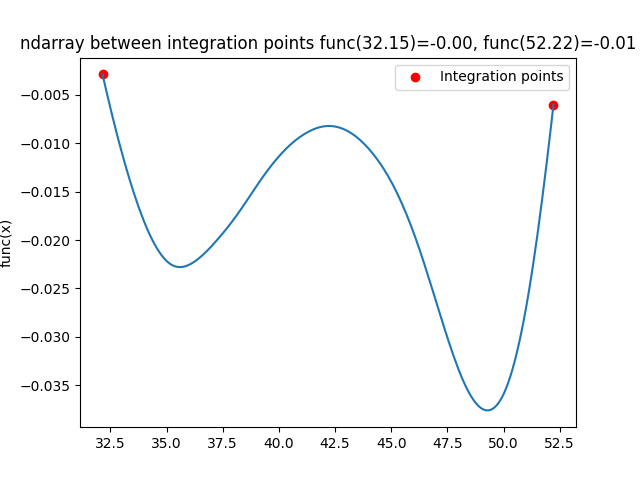 ndarray between integration points func(32.15)=-0.00, func(52.22)=-0.01
Integration points
−0.005
−0.010
−0.015
−0.020
−0.025
−0.030
−0.035
func(x)
32.5 35.0 37.5 40.0 42.5 45.0 47.5 50.0 52.5